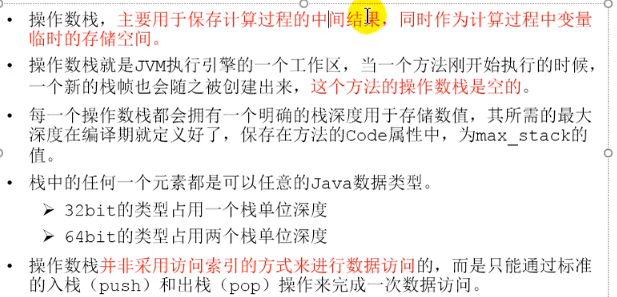 • 操作数栈，主要用于保存计算过程的中间结果，同时作为计算过程中变量
临时的存储空间。
• 操作数栈就是JVM执行引擎的一个工作区，当一个方法刚开始执行的时候，
一个新的栈帧也会随之被创建出来，这个方法的操作数栈是空的。
• 每一个操作数栈都会拥有一个明确的栈深度用于存储数值，其所需的最大
深度在编译期就定义好了，保存在方法的Code属性中，为max_stack的
值。
• 栈中的任何一个元素都是可以任意的Java数据类型。
➢ 32bit的类型占用一个栈单位深度
➢ 64bit的类型占用两个栈单位深度
• 操作数栈并非采用访问索引的方式来进行数据访问的，而是只能通过标准
的入栈（push）和出栈（pop）操作来完成一次数据访问。